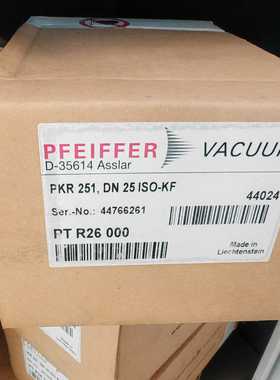 PFEIFFER VACUU
D-35614 Asslar
PKR 251, DN 25 ISO-KF 44024
Ser.-No.: 44766261
PT R26 000
Made in
Liechtenstein